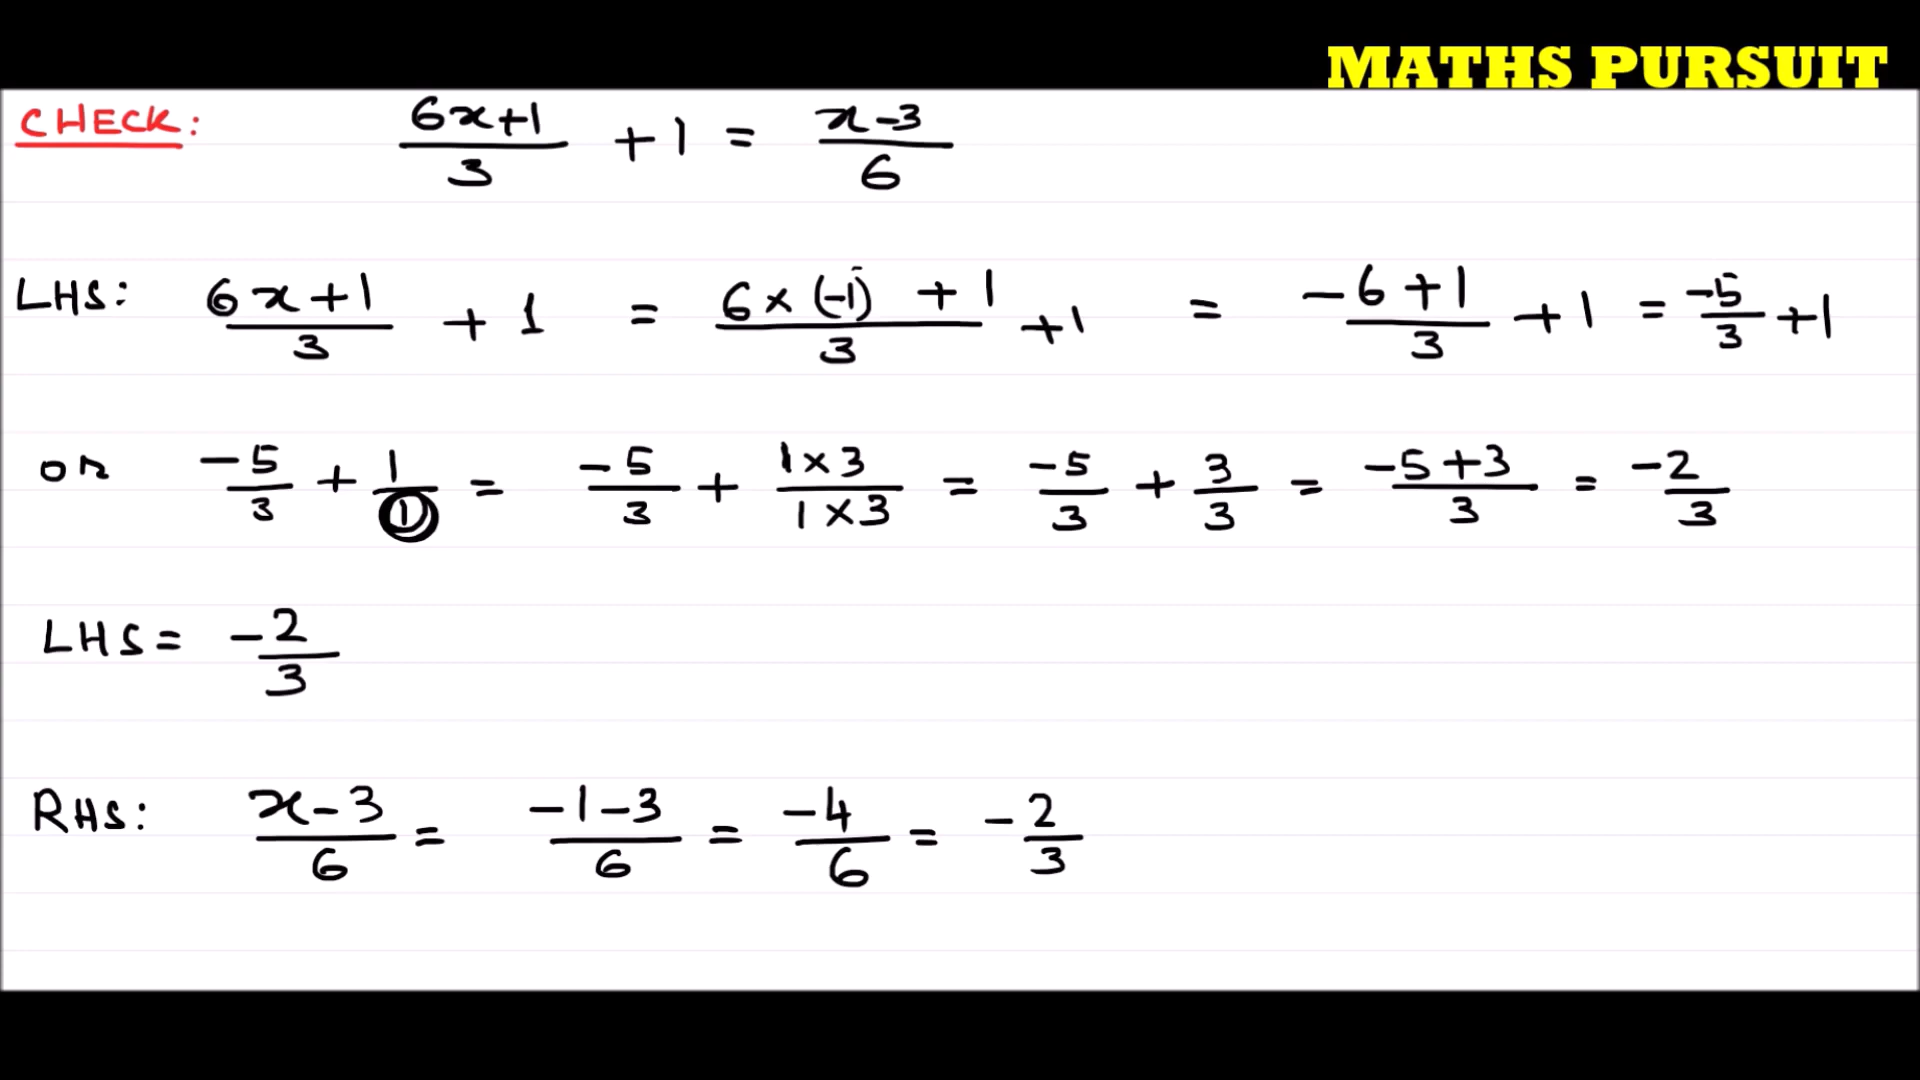 MATHS PURSUIT
CHECK: (6x+1)/3 + 1 = (x-3)/6
LHS: (6x+1)/3 + 1 = (6×(-1)+1)/3 + 1 = (-6+1)/3 + 1 = -5/3 + 1
or -5/3 + 1/1 = -5/3 + (1×3)/(1×3) = -5/3 + 3/3 = (-5+3)/3 = -2/3
LHS = -2/3
RHS: (x-3)/6 = (-1-3)/6 = -4/6 = -2/3